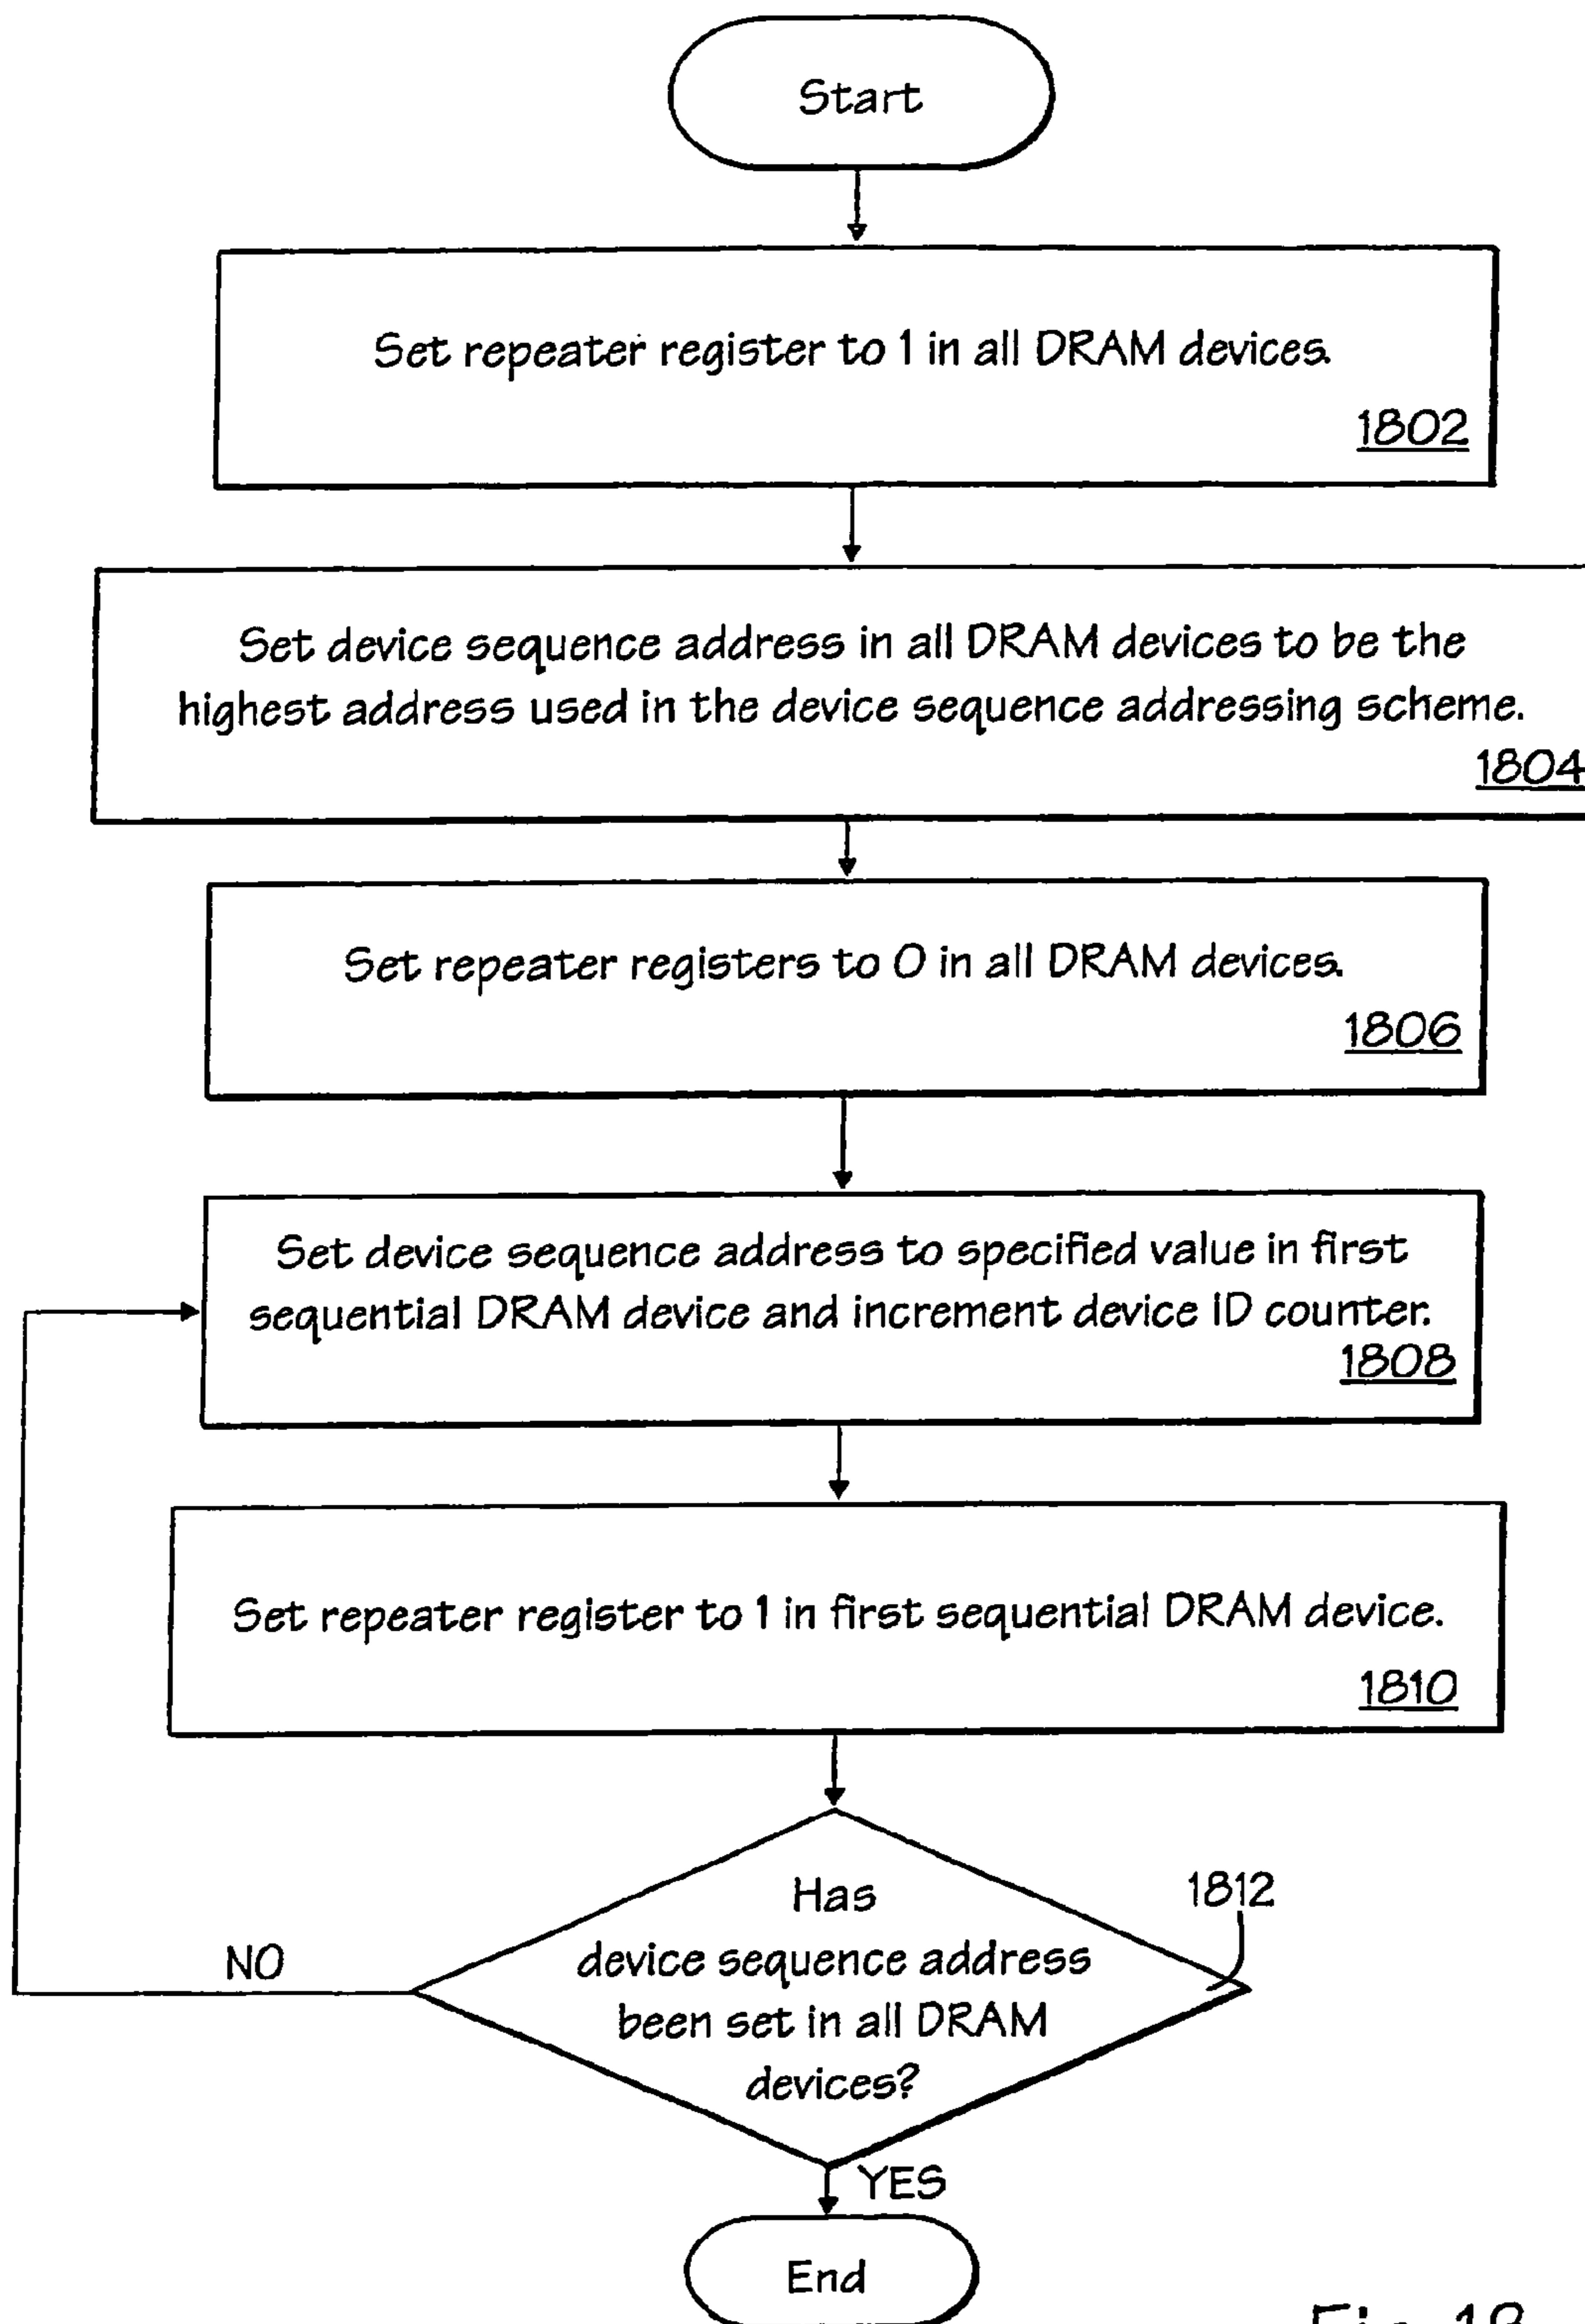 Start
Set repeater register to 1 in all DRAM devices.
1802
Set device sequence address in all DRAM devices to be the
highest address used in the device sequence addressing scheme.
1804
Set repeater registers to 0 in all DRAM devices.
1806
Set device sequence address to specified value in first
sequential DRAM device and increment device ID counter.
1808
Set repeater register to 1 in first sequential DRAM device.
1810
Has
device sequence address
been set in all DRAM
devices?
1812
NO
YES
End
Fig. 18